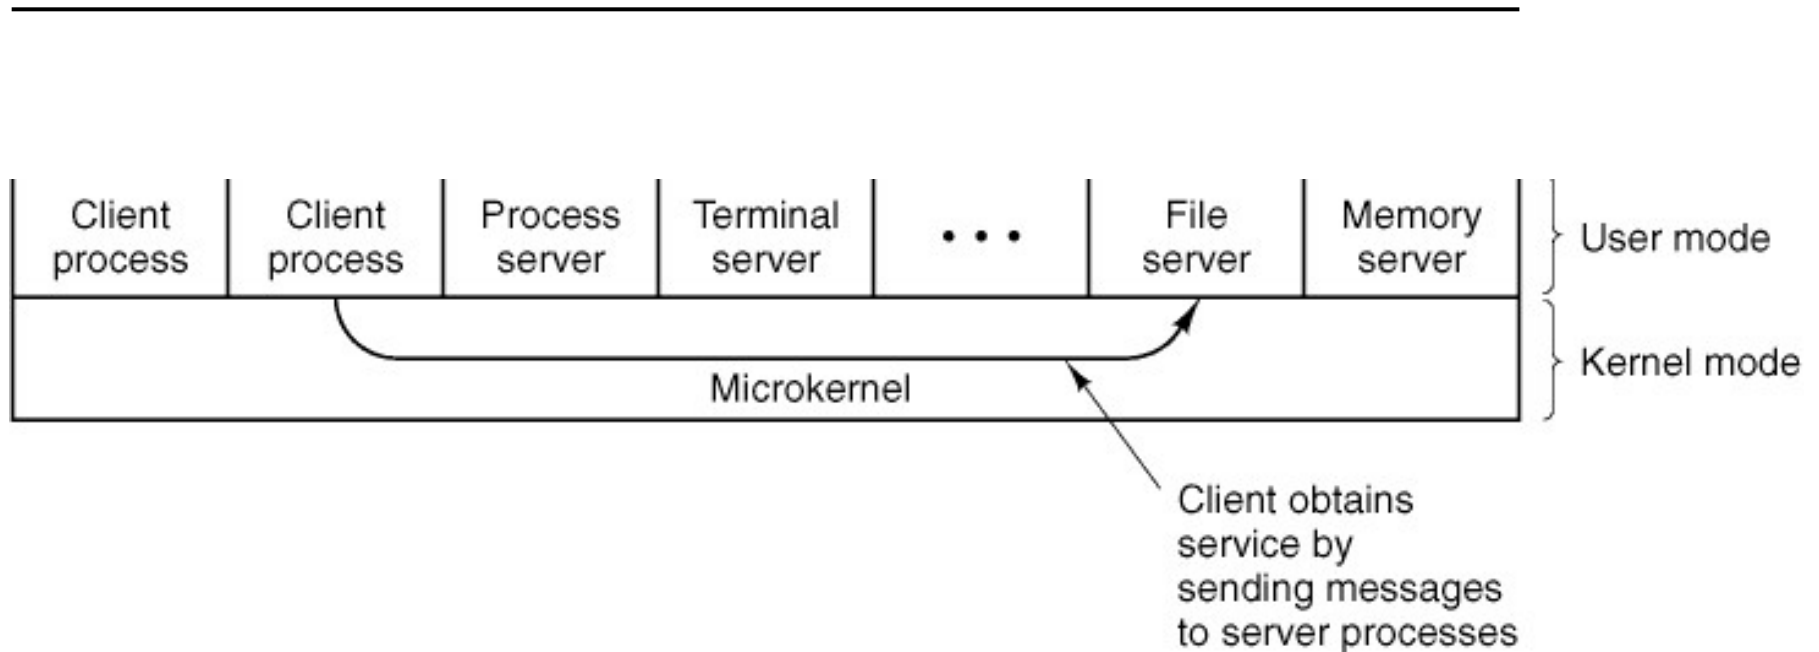 Client
process
Client
process
Process
server
Terminal
server
• • •
File
server
Memory
server
User mode
Microkernel
Kernel mode
Client obtains
service by
sending messages
to server processes